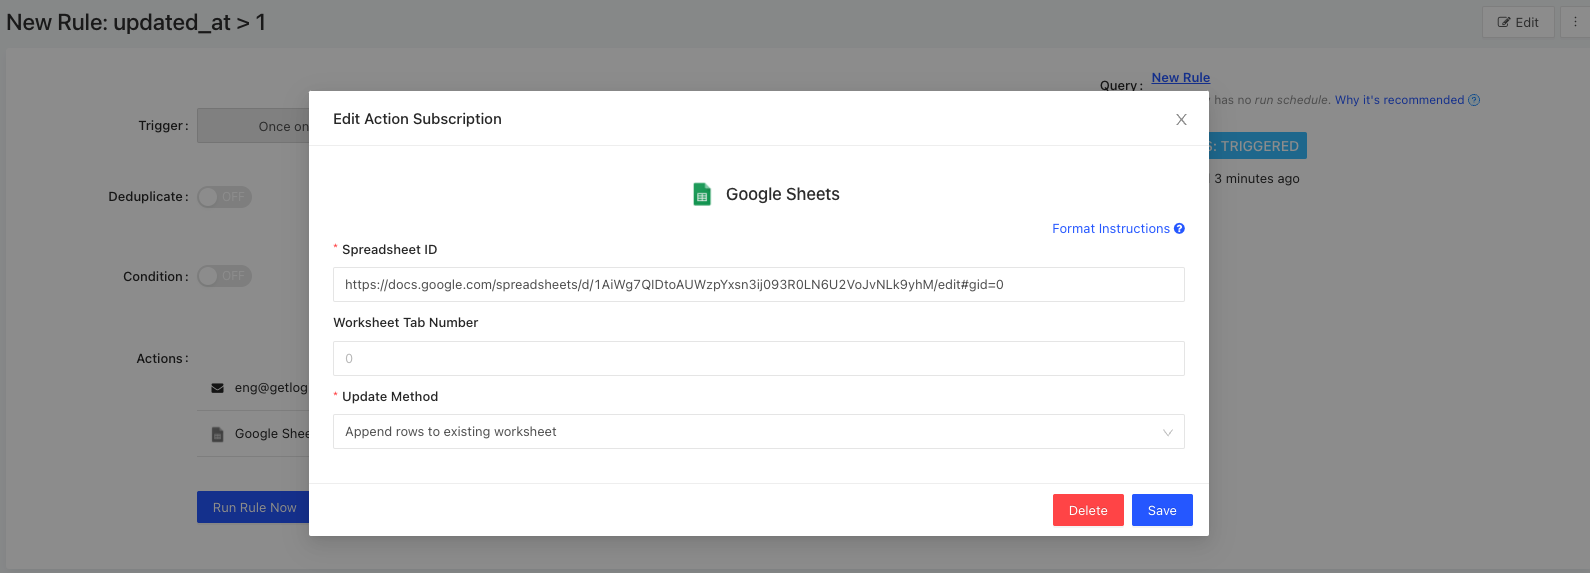 New Rule: updated_at > 1
Edit
Query:
New Rule
has no run schedule. Why it's recommended
Trigger:
Once on
: TRIGGERED
3 minutes ago
Deduplicate:
OFF
Condition:
OFF
Actions:
eng@getlog
Google Shee
Run Rule Now
Edit Action Subscription
Google Sheets
Format Instructions
* Spreadsheet ID
https://docs.google.com/spreadsheets/d/1AiWg7QIDtoAUWzpYxsn3ij093R0LN6U2VoJvNLk9yhM/edit#gid=0
Worksheet Tab Number
0
* Update Method
Append rows to existing worksheet
Delete
Save